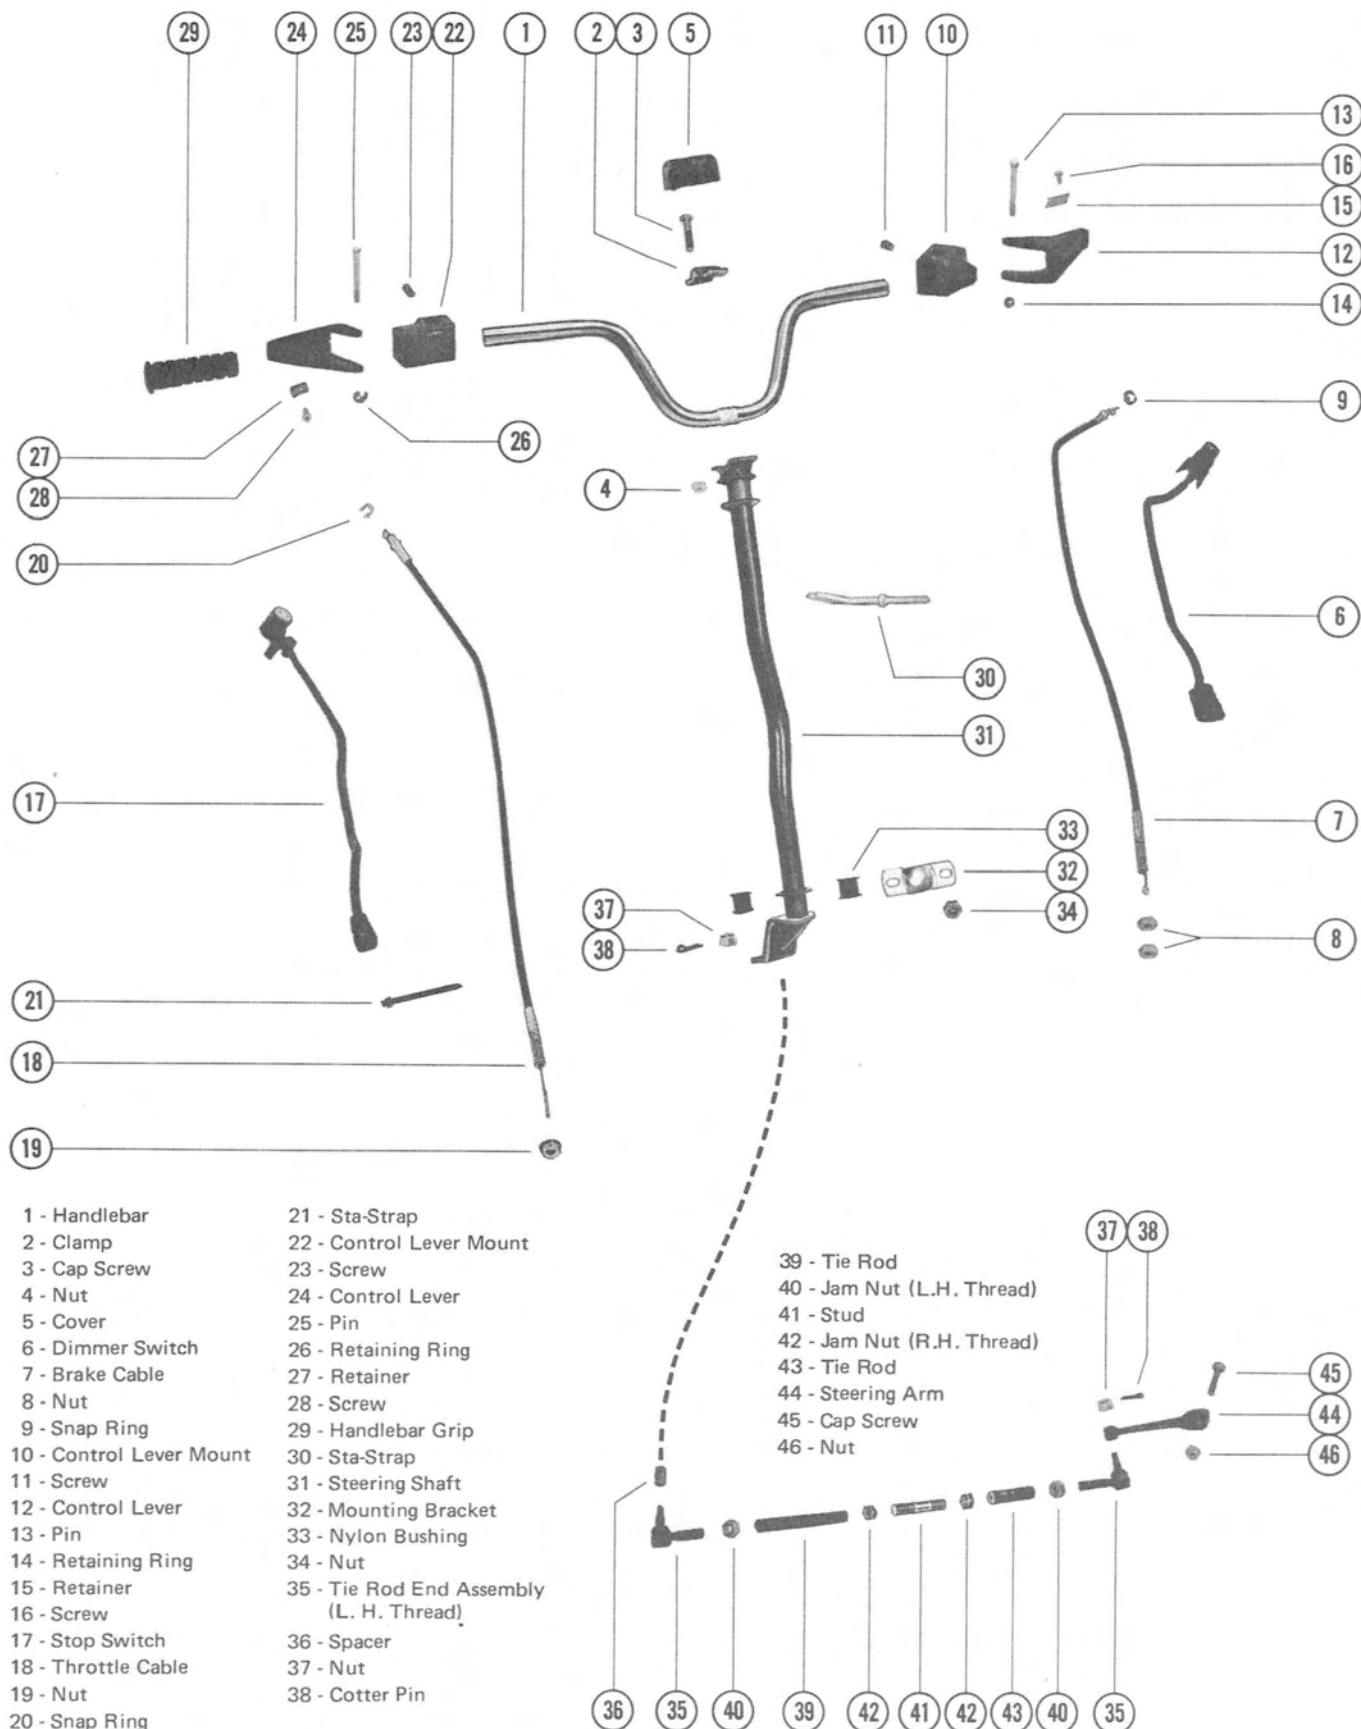 29 24 25 23 22 1 2 3 5 11 10
13
16
15
12
14
9
27
28
26
4
20
6
30
31
17
7
33
32
34
37
38
8
21
18
19
1 - Handlebar
2 - Clamp
3 - Cap Screw
4 - Nut
5 - Cover
6 - Dimmer Switch
7 - Brake Cable
8 - Nut
9 - Snap Ring
10 - Control Lever Mount
11 - Screw
12 - Control Lever
13 - Pin
14 - Retaining Ring
15 - Retainer
16 - Screw
17 - Stop Switch
18 - Throttle Cable
19 - Nut
20 - Snap Ring
21 - Sta-Strap
22 - Control Lever Mount
23 - Screw
24 - Control Lever
25 - Pin
26 - Retaining Ring
27 - Retainer
28 - Screw
29 - Handlebar Grip
30 - Sta-Strap
31 - Steering Shaft
32 - Mounting Bracket
33 - Nylon Bushing
34 - Nut
35 - Tie Rod End Assembly
(L. H. Thread)
36 - Spacer
37 - Nut
38 - Cotter Pin
39 - Tie Rod
40 - Jam Nut (L.H. Thread)
41 - Stud
42 - Jam Nut (R.H. Thread)
43 - Tie Rod
44 - Steering Arm
45 - Cap Screw
46 - Nut
37 38
45
44
46
36 35 40 39 42 41 42 43 40 35